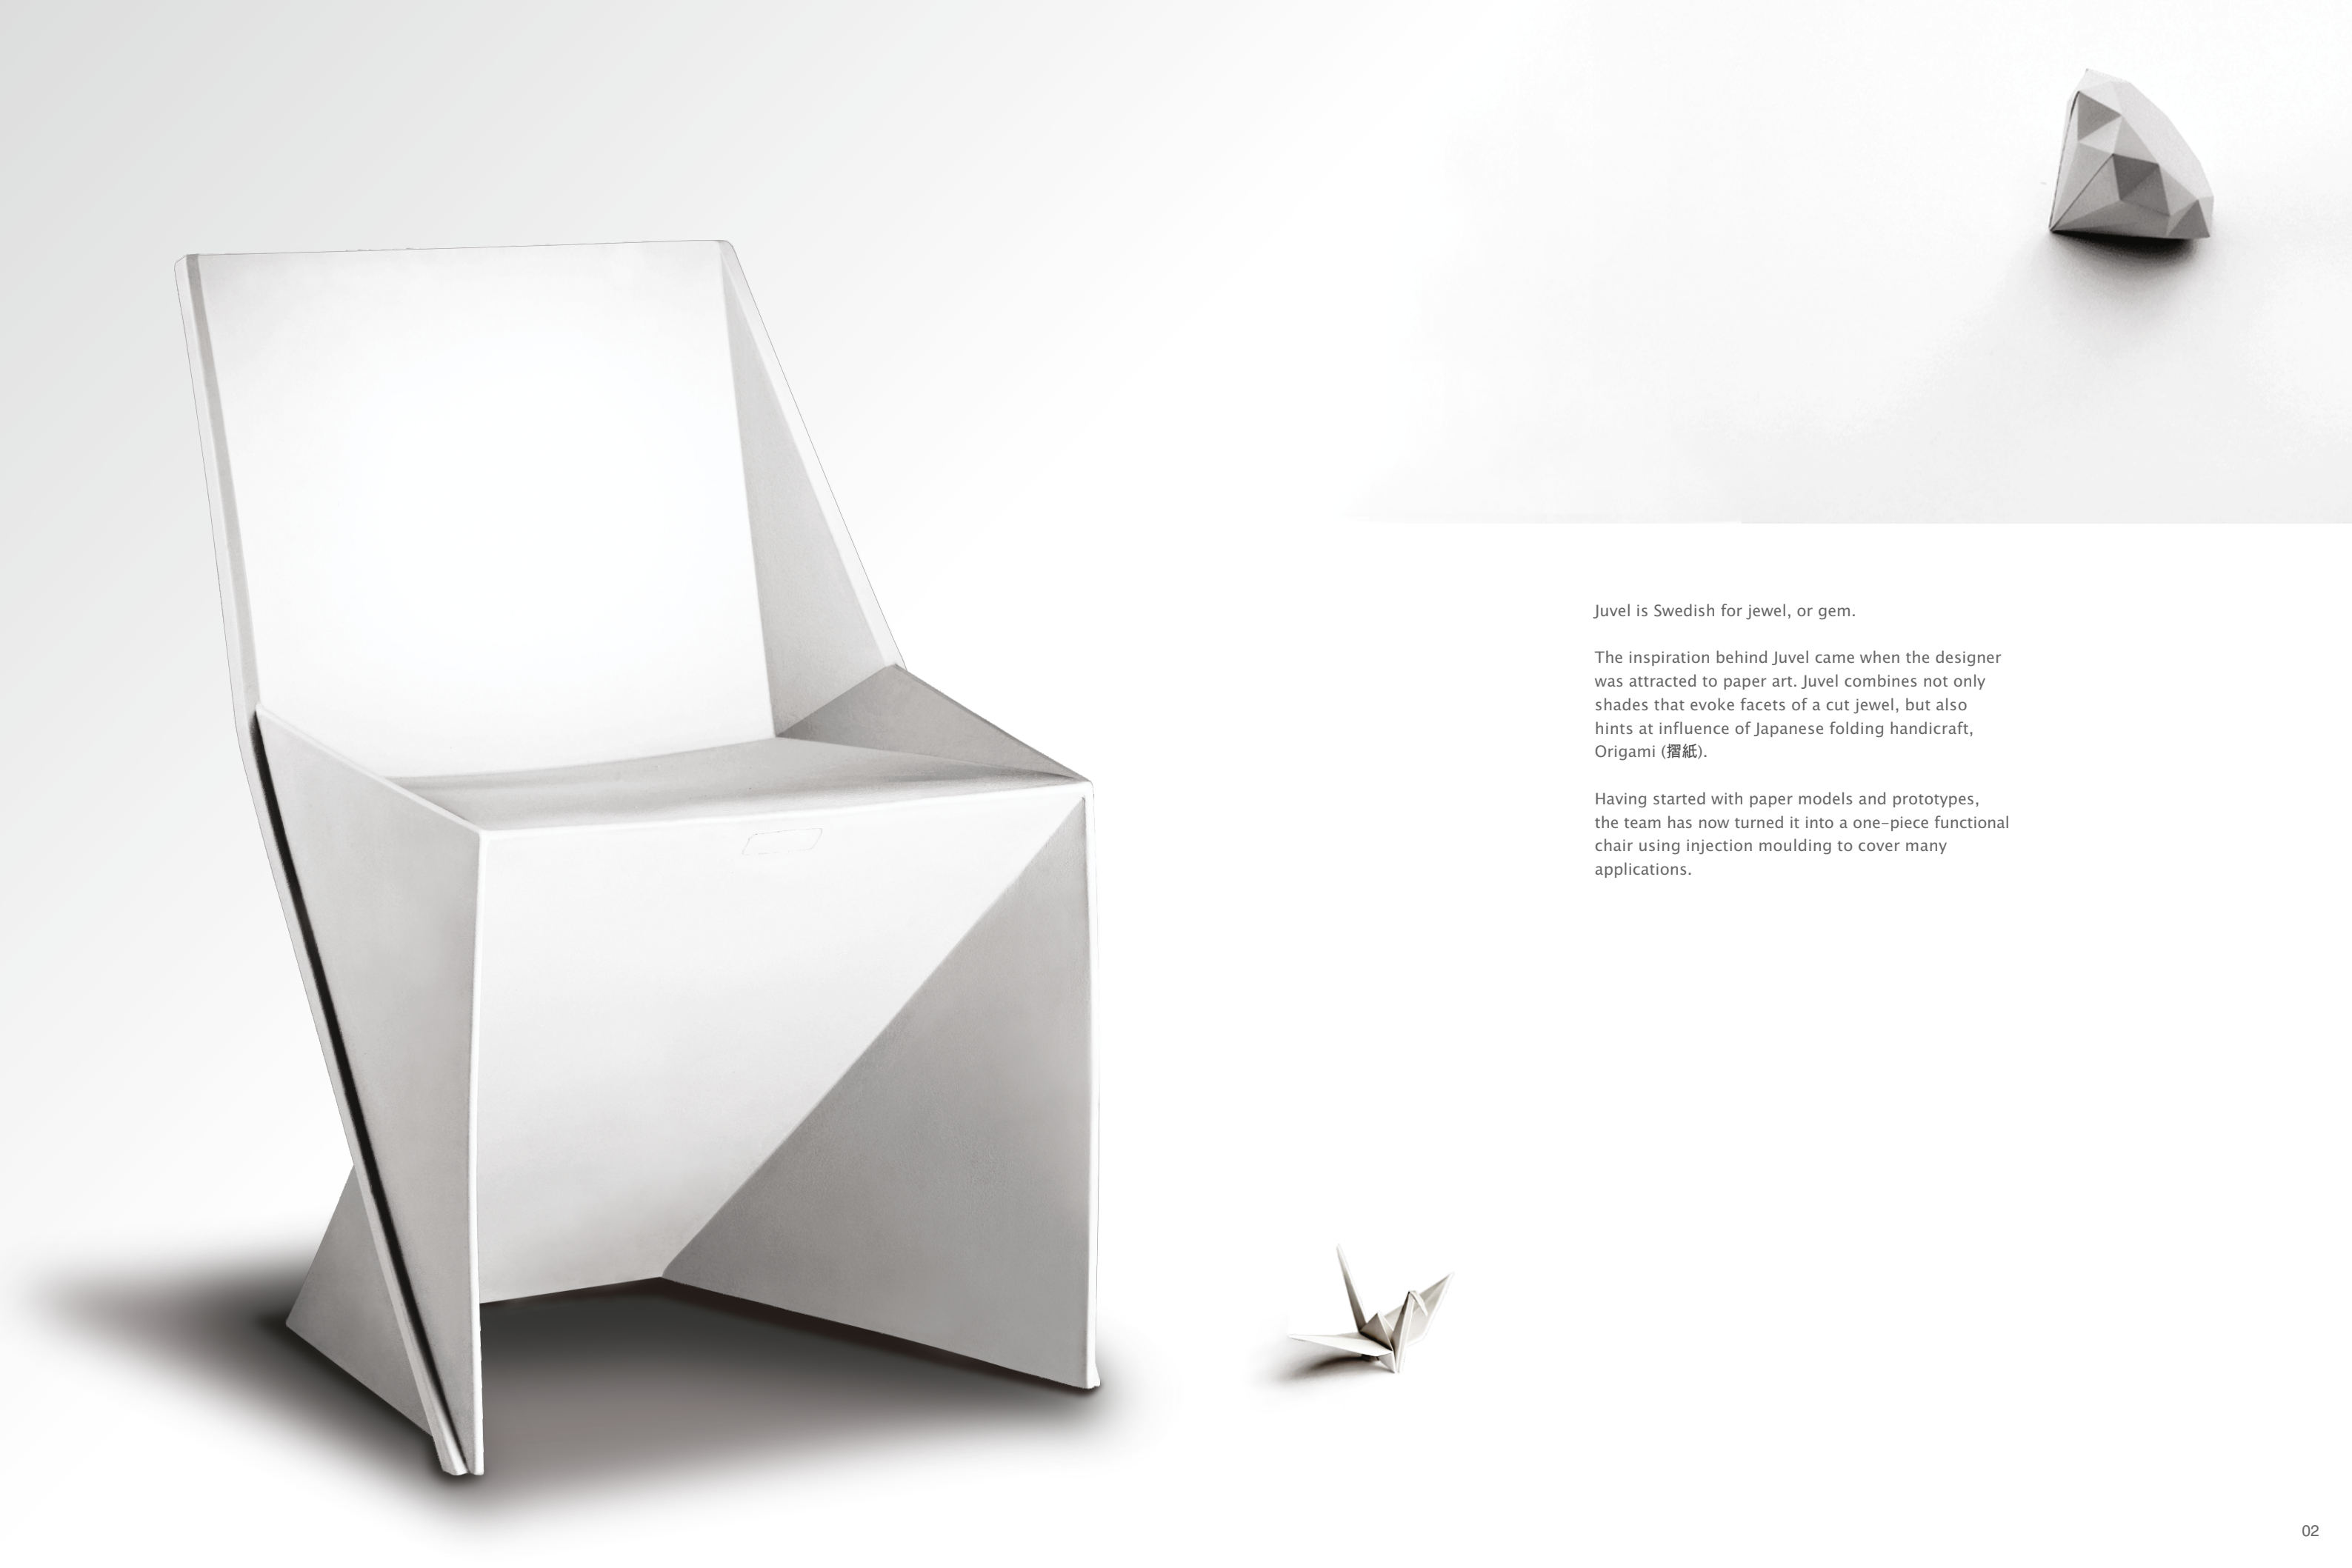 Juvel is Swedish for jewel, or gem.
The inspiration behind Juvel came when the designer
was attracted to paper art. Juvel combines not only
shades that evoke facets of a cut jewel, but also
hints at influence of Japanese folding handicraft,
Origami (摺紙).
Having started with paper models and prototypes,
the team has now turned it into a one-piece functional
chair using injection moulding to cover many
applications.
02